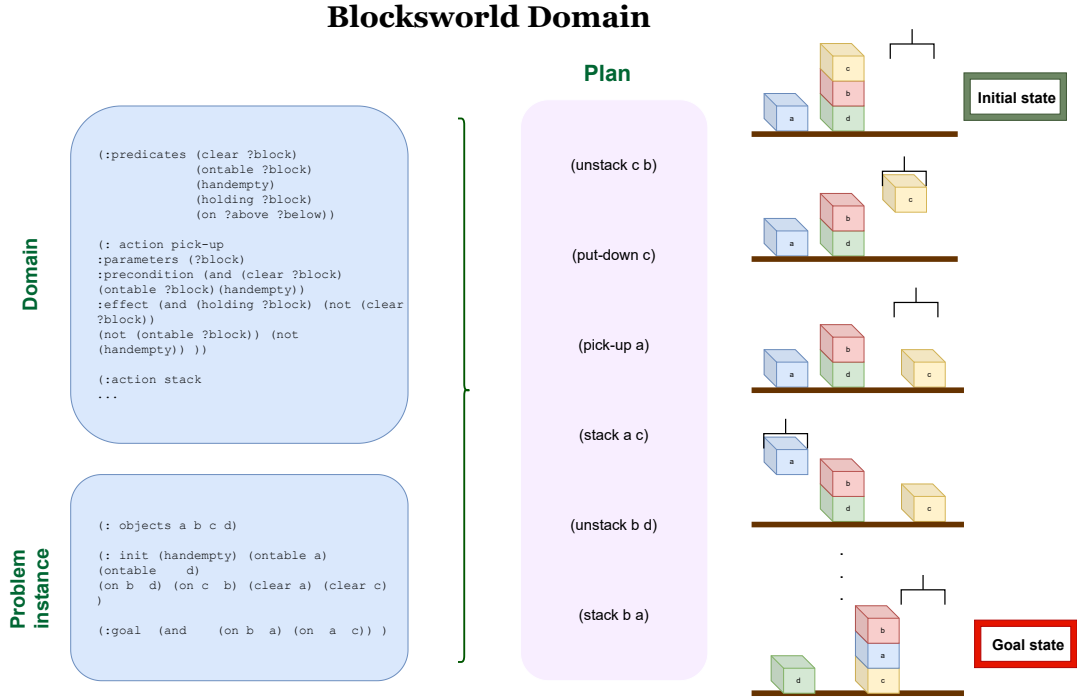 Blocksworld Domain
Domain
(:predicates (clear ?block)
(ontable ?block)
(handempty)
(holding ?block)
(on ?above ?below))
(: action pick-up
:parameters (?block)
:precondition (and (clear ?block)
(ontable ?block)(handempty))
:effect (and (holding ?block) (not (clear
?block))
(not (ontable ?block)) (not
(handempty)) ))
(:action stack
...
Problem
instance
(: objects a b c d)
(: init (handempty) (ontable a)
(ontable d)
(on b d) (on c b) (clear a) (clear c)
)
(:goal (and (on b a) (on a c)) )
Plan
(unstack c b)
(put-down c)
(pick-up a)
(stack a c)
(unstack b d)
(stack b a)
c
b
a
d
Initial state
c
b
a
d
b
a
d
c
a
b
d
c
.
.
.
b
a
d
c
Goal state